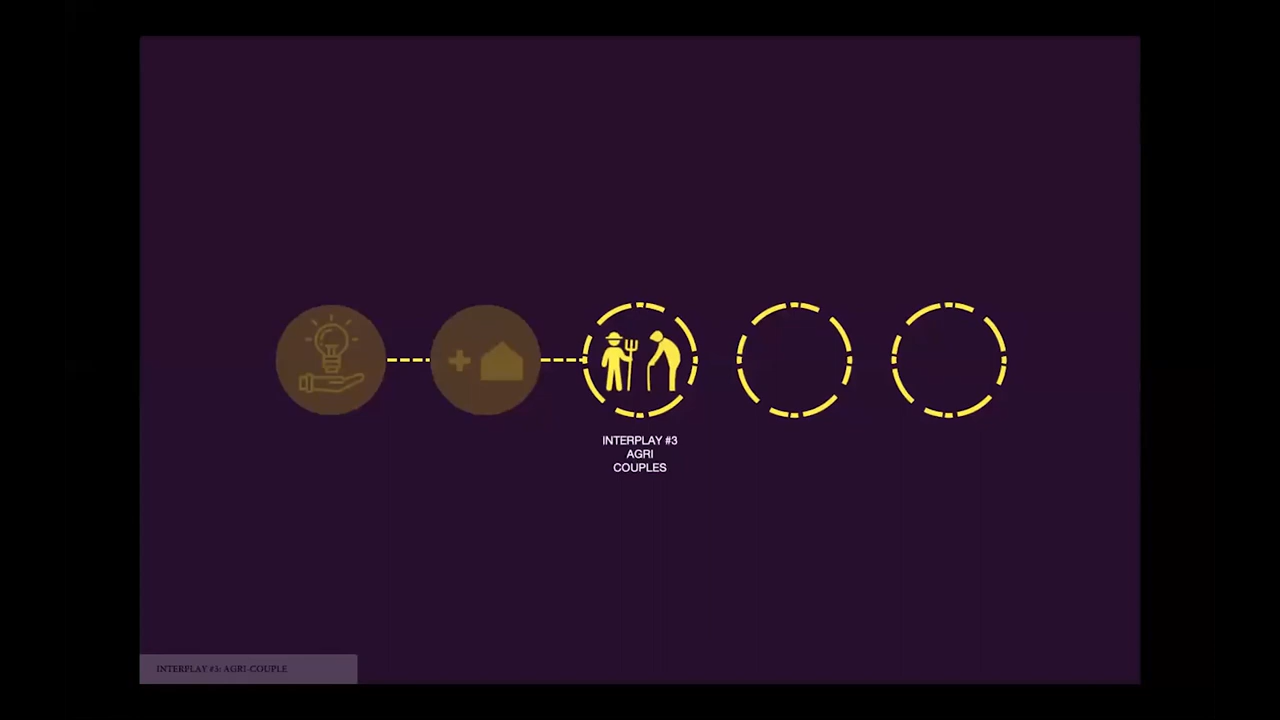 INTERPLAY #3
AGRI
COUPLES
INTERPLAY #3: AGRI-COUPLE